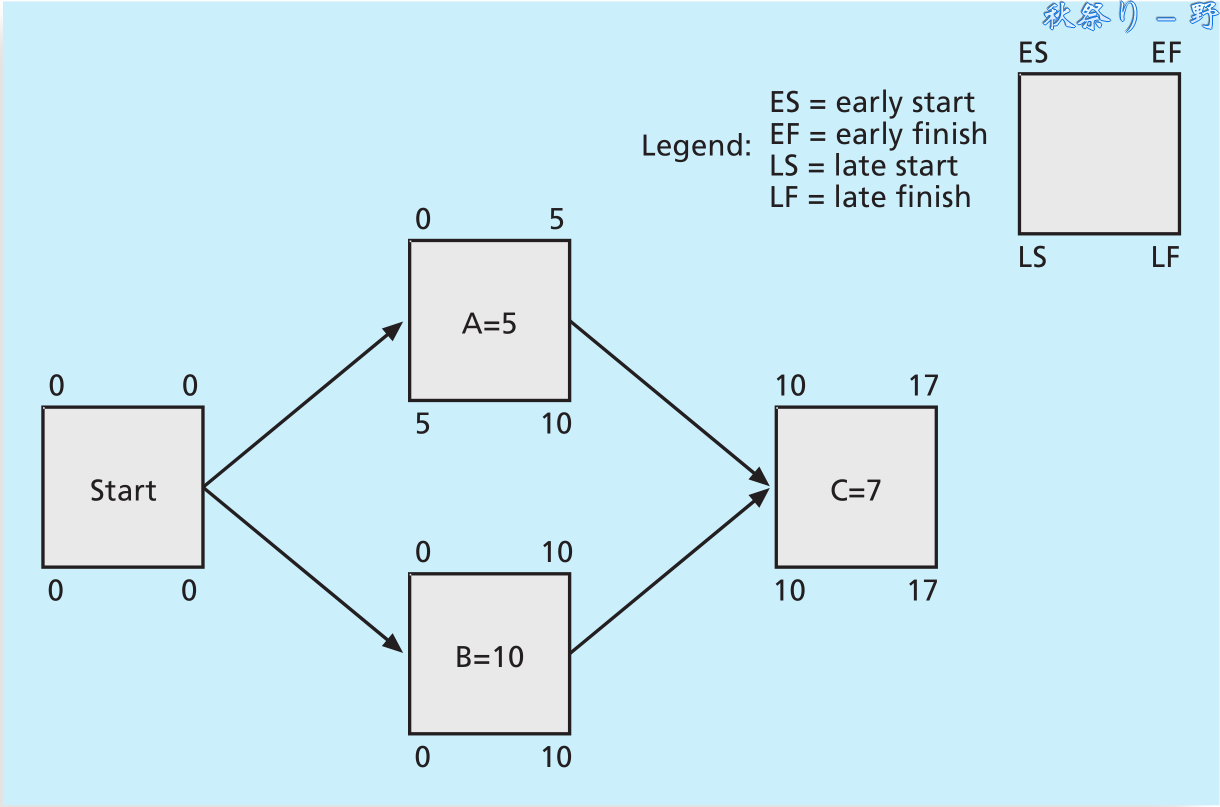 秋祭り – 野
ES EF
Legend:
ES = early start
EF = early finish
LS = late start
LF = late finish
LS LF
0 5
A=5
5 10
0 0
Start
0 0
10 17
C=7
10 17
0 10
B=10
0 10